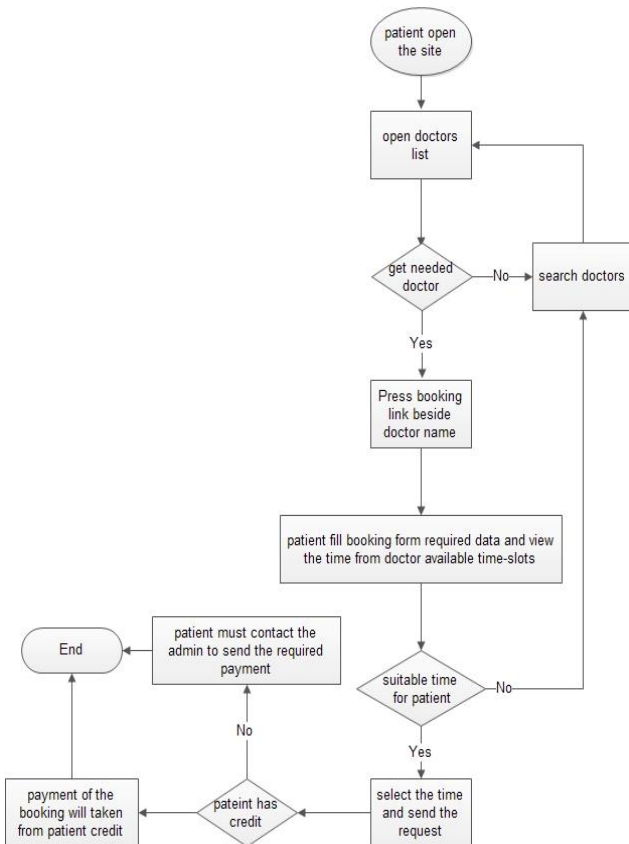 patient open
the site
open doctors
list
get needed
doctor
No
search doctors
Yes
Press booking
link beside
doctor name
patient fill booking form required data and view
the time from doctor available time-slots
suitable time
for patient
No
Yes
select the time
and send the
request
pateint has
credit
No
patient must contact the
admin to send the required
payment
payment of the
booking will taken
from patient credit
End